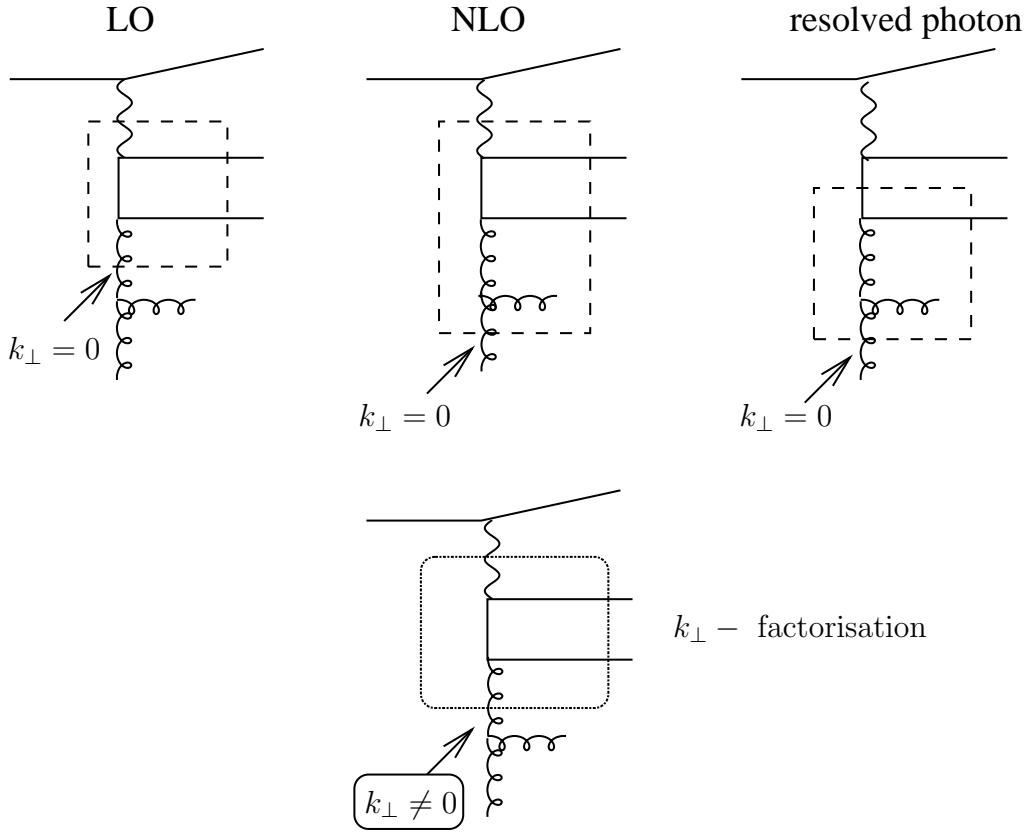 LO
NLO
resolved photon
k⊥ = 0
k⊥ = 0
k⊥ = 0
k⊥ − factorisation
k⊥ ≠ 0